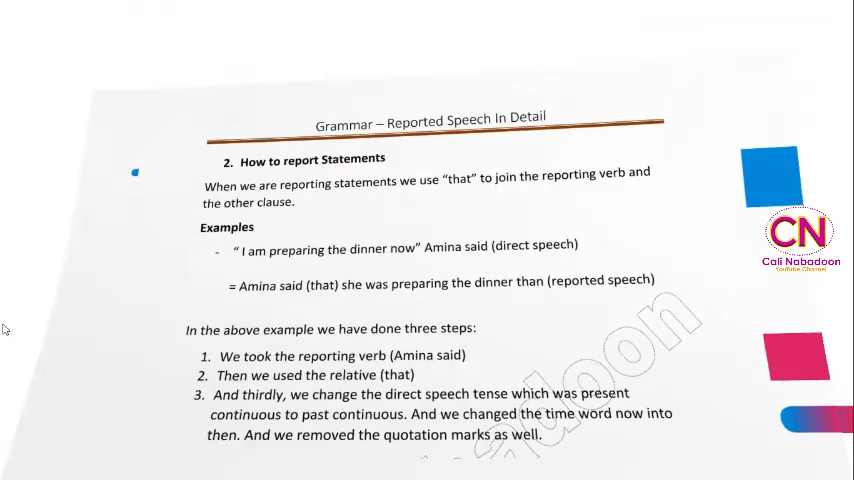 Grammar – Reported Speech In Detail
2. How to report Statements
When we are reporting statements we use "that" to join the reporting verb and
the other clause.
Examples
- " I am preparing the dinner now" Amina said (direct speech)
= Amina said (that) she was preparing the dinner than (reported speech)
In the above example we have done three steps:
1. We took the reporting verb (Amina said)
2. Then we used the relative (that)
3. And thirdly, we change the direct speech tense which was present
continuous to past continuous. And we changed the time word now into
then. And we removed the quotation marks as well.
adoon
CN
Cali Nabadoon
YouTube Channel